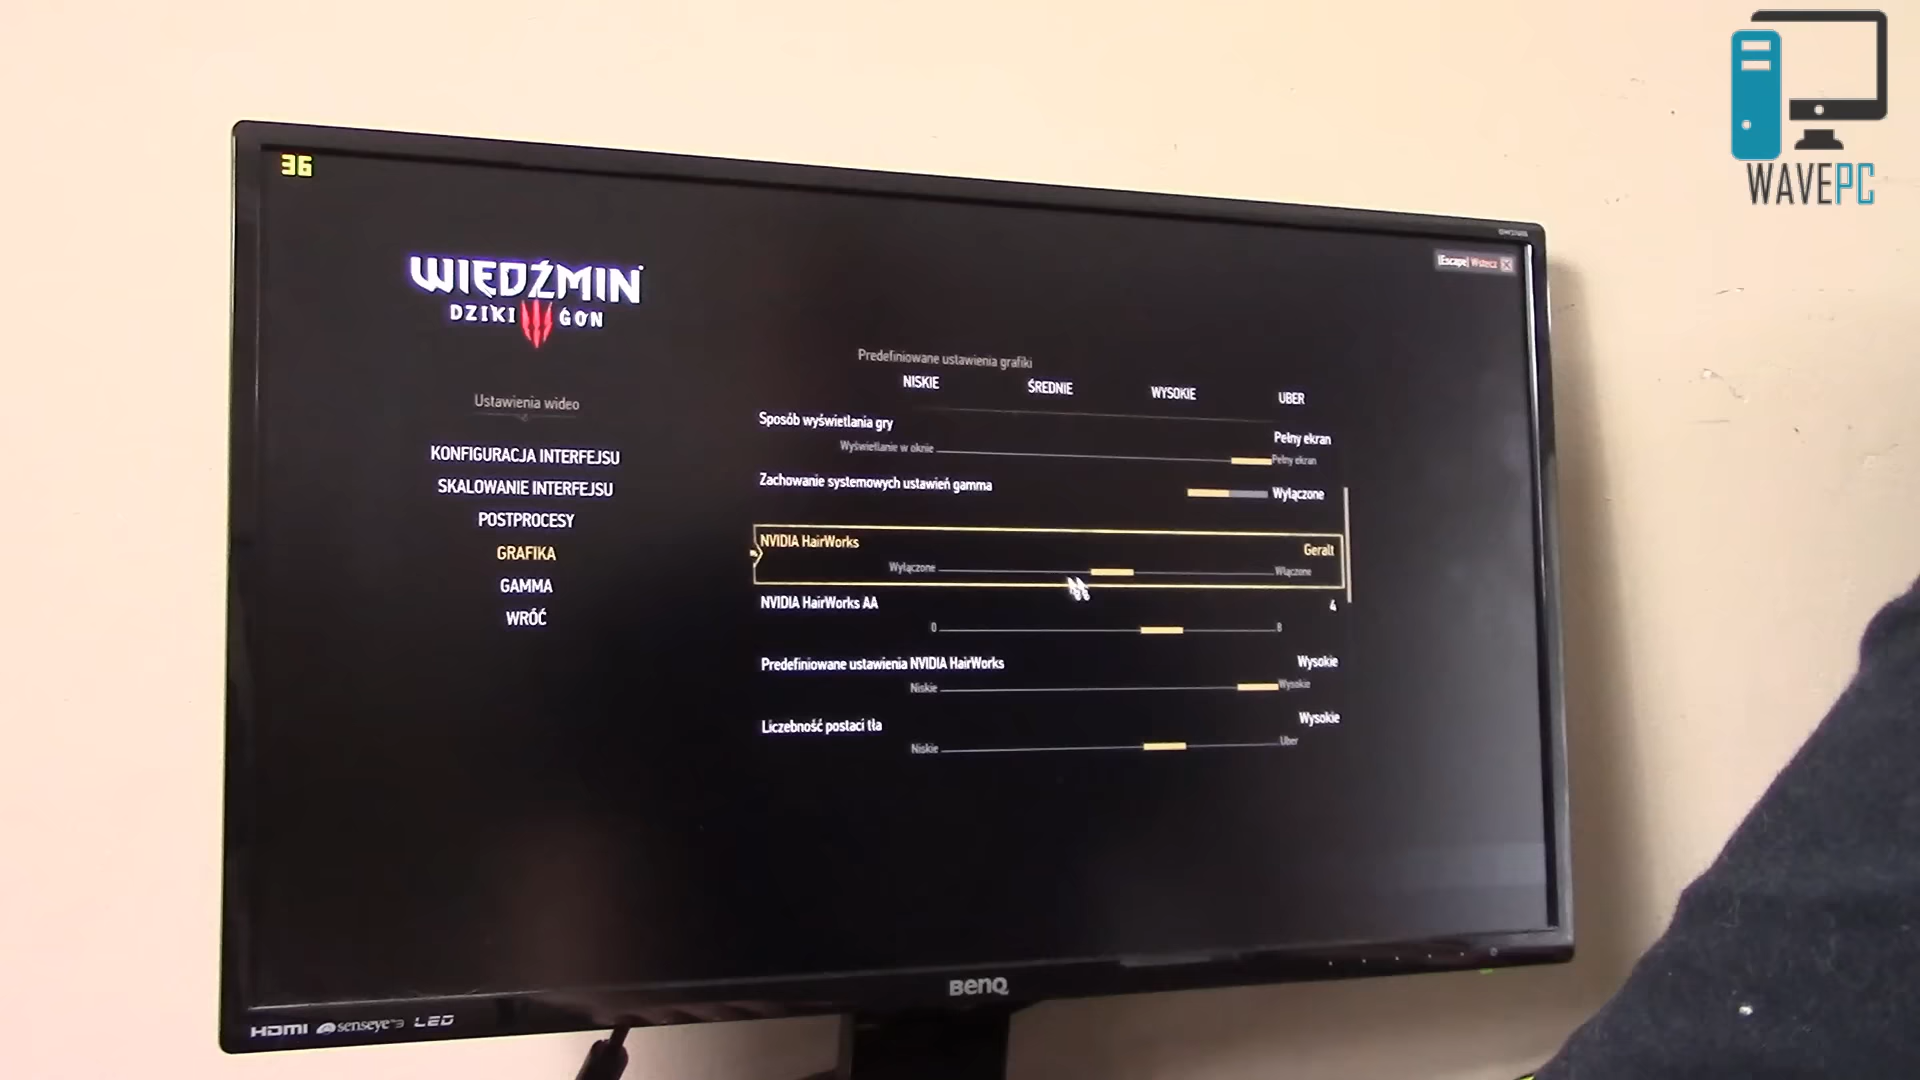 WAVEPC
36
[Escape] Wstecz
WIEDŹMIN
DZIKI GON
Ustawienia wideo
KONFIGURACJA INTERFEJSU
SKALOWANIE INTERFEJSU
POSTPROCESY
GRAFIKA
GAMMA
WRÓĆ
Predefiniowane ustawienia grafiki
NISKIE ŚREDNIE WYSOKIE UBER
Sposób wyświetlania gry Pełny ekran
Wyświetlanie w oknie Pełny ekran
Zachowanie systemowych ustawień gamma Wyłączone
NVIDIA HairWorks Geralt
Wyłączone Włączone
NVIDIA HairWorks AA 4
0 8
Predefiniowane ustawienia NVIDIA HairWorks Wysokie
Niskie Wysokie
Liczebność postaci tła Wysokie
Niskie Uber
BenQ
HDMI senseye 3 LED